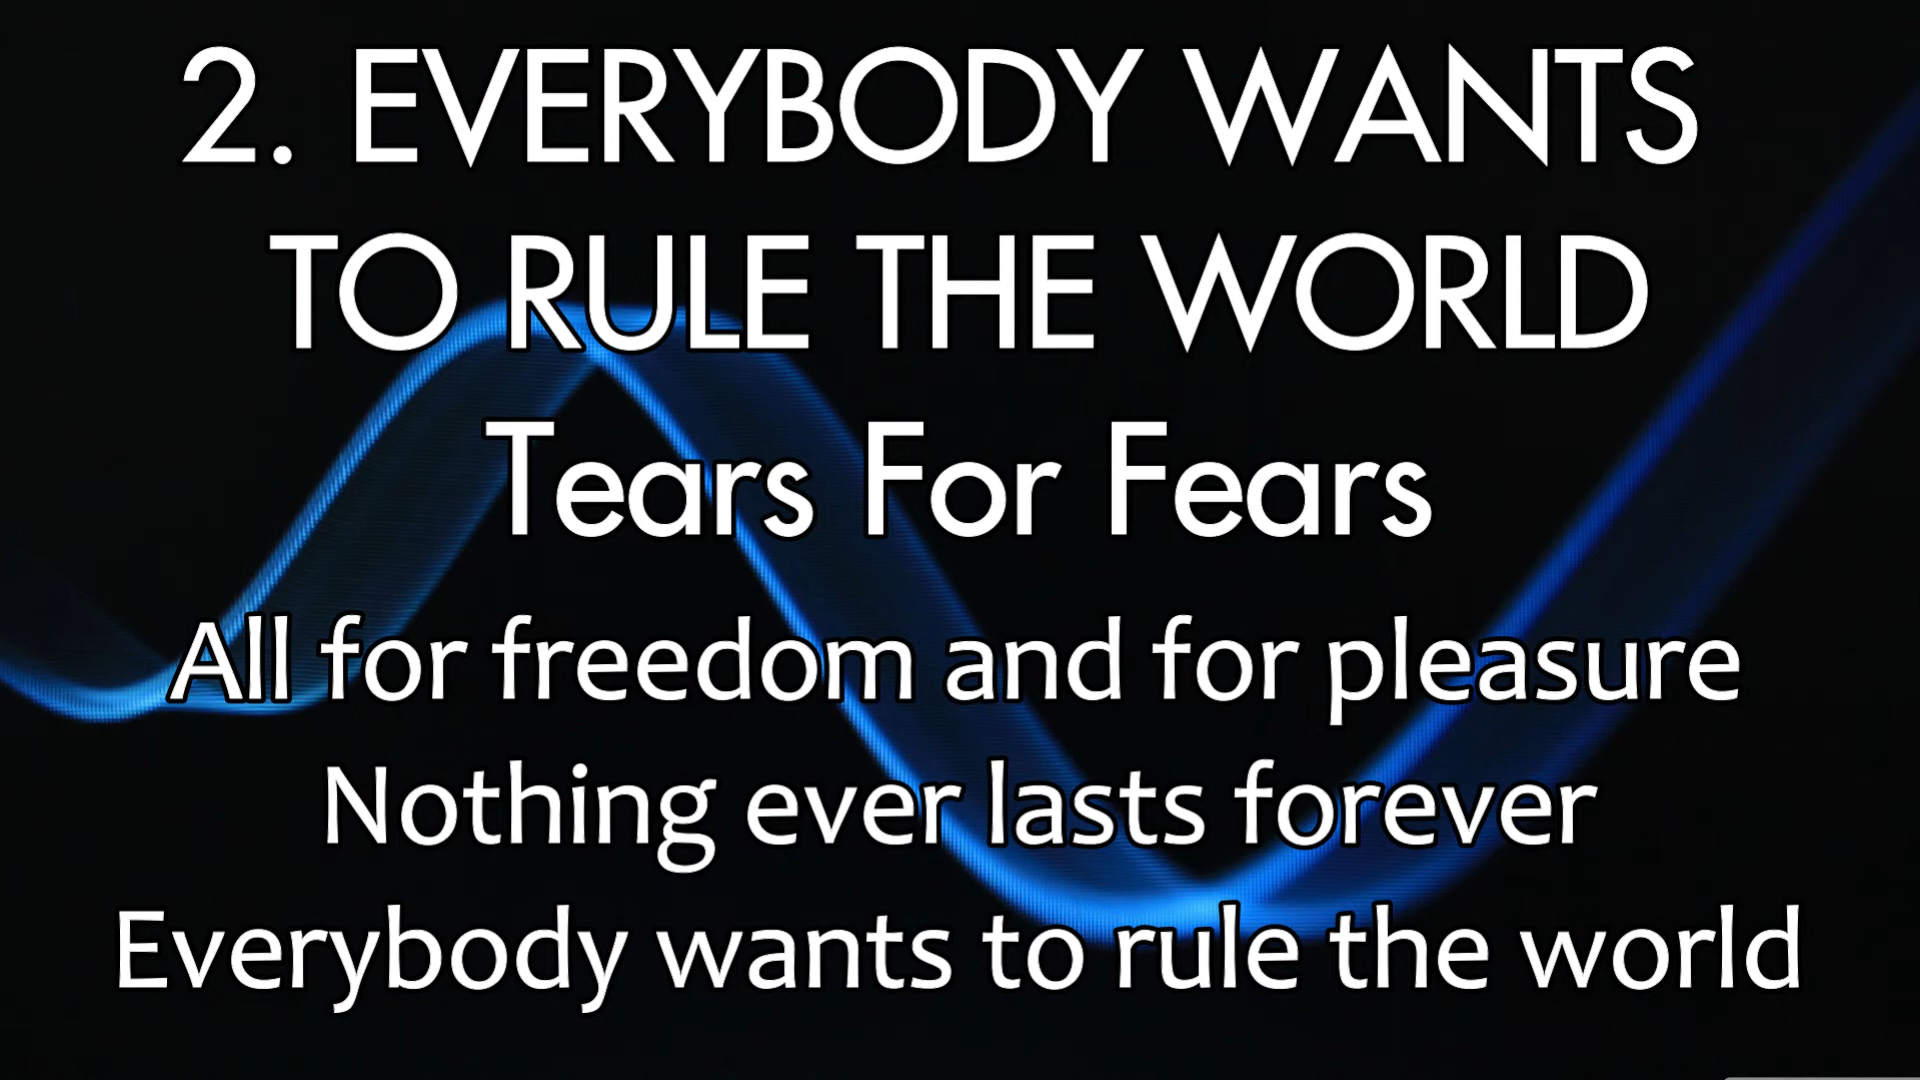 2. EVERYBODY WANTS
TO RULE THE WORLD
Tears For Fears
All for freedom and for pleasure
Nothing ever lasts forever
Everybody wants to rule the world